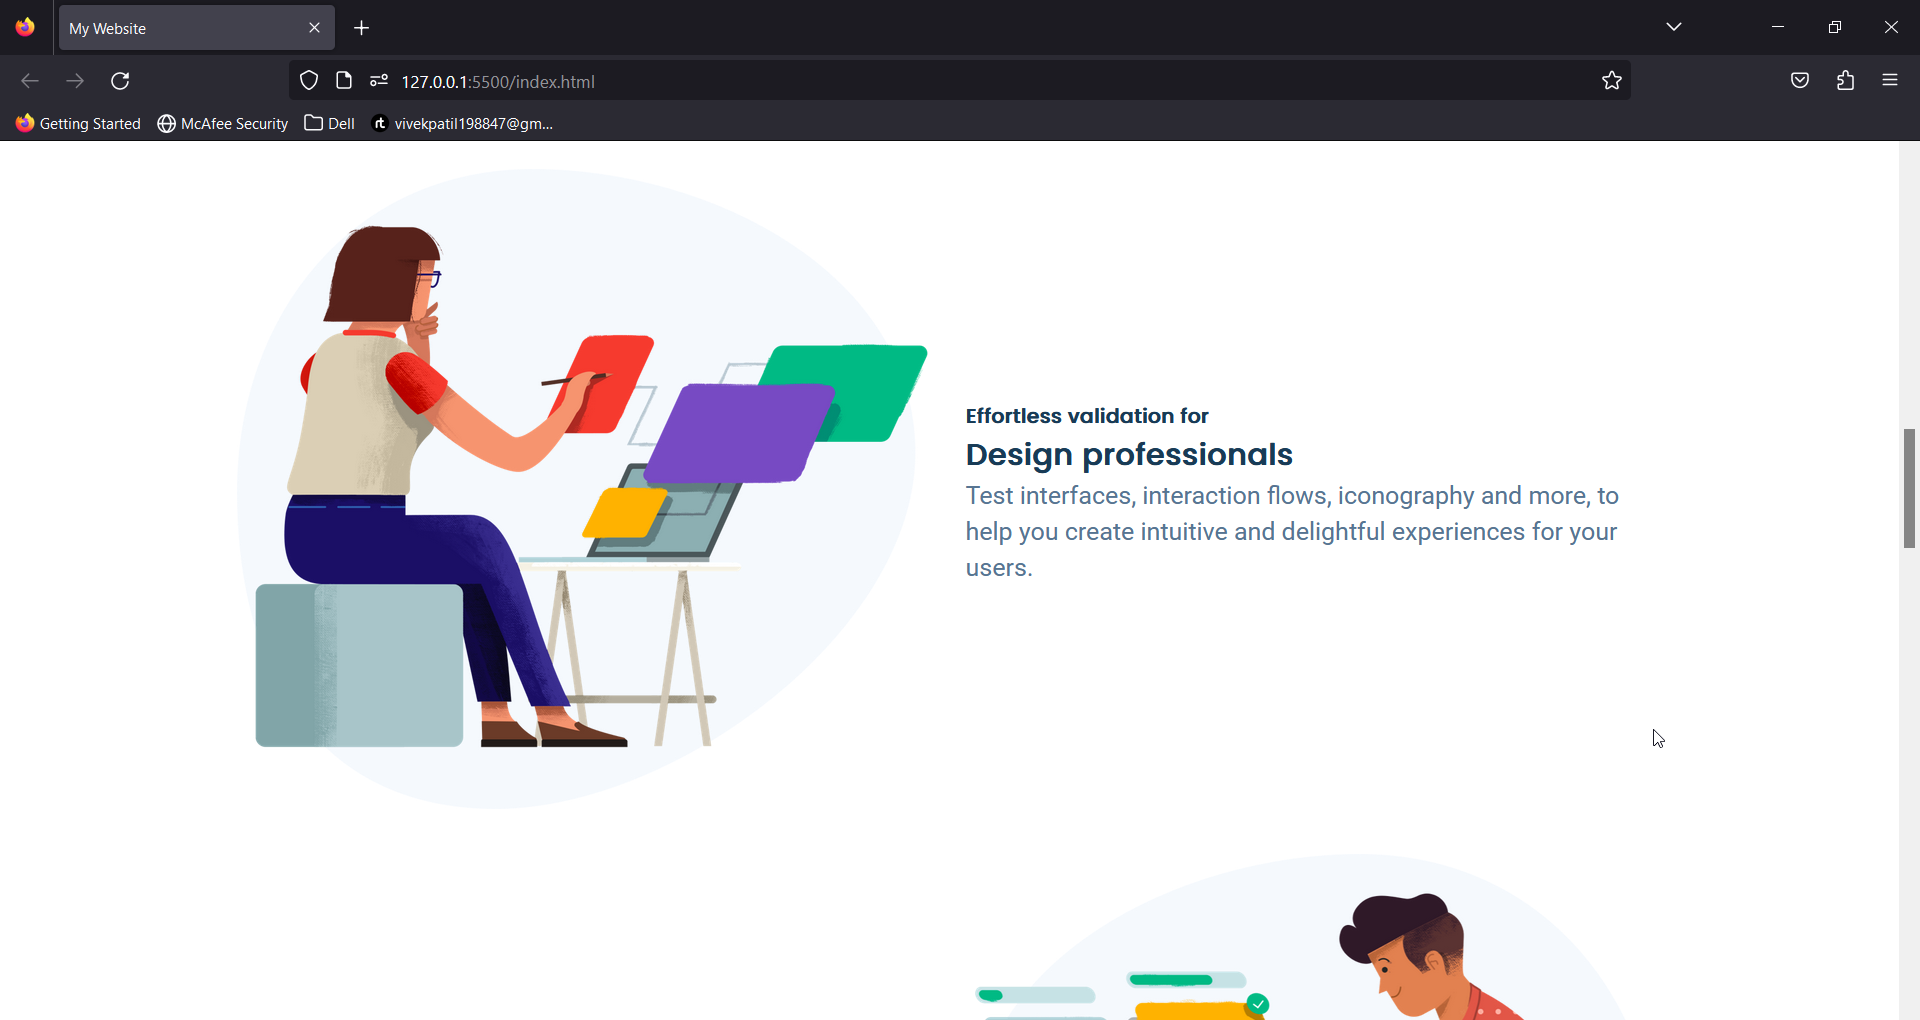 My Website
127.0.0.1:5500/index.html
Getting Started
McAfee Security
Dell
rt
vivekpatil198847@gm...
Effortless validation for
Design professionals
Test interfaces, interaction flows, iconography and more, to
help you create intuitive and delightful experiences for your
users.